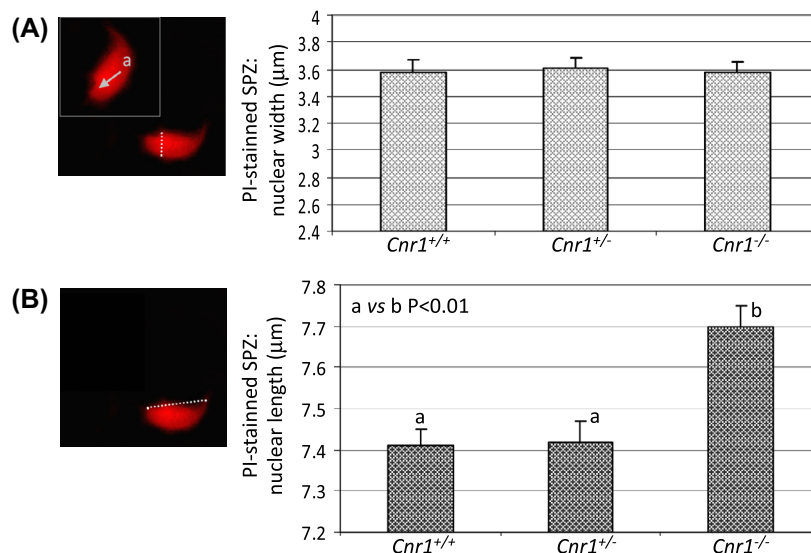 (A)
a
PI-stainned SPZ:
nuclear width (μm)
4
3.8
3.6
3.4
3.2
3
2.8
2.6
2.4
Cnr1+/+
Cnr1+/-
Cnr1-/-
(B)
PI-stainned SPZ:
nuclear length (μm)
7.8
7.7
7.6
7.5
7.4
7.3
7.2
a vs b P<0.01
a
a
b
Cnr1+/+
Cnr1+/-
Cnr1-/-